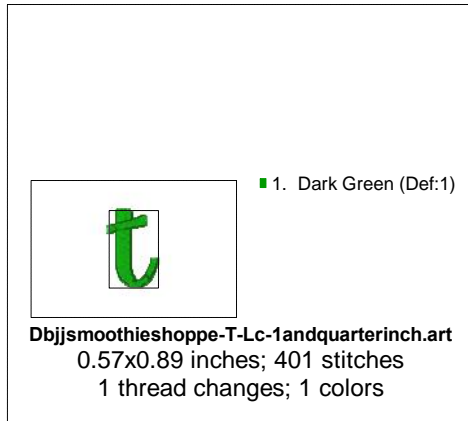 1. Dark Green (Def:1)
t
Dbjjsmoothieshoppe-T-Lc-1andquarterinch.art
0.57x0.89 inches; 401 stitches
1 thread changes; 1 colors